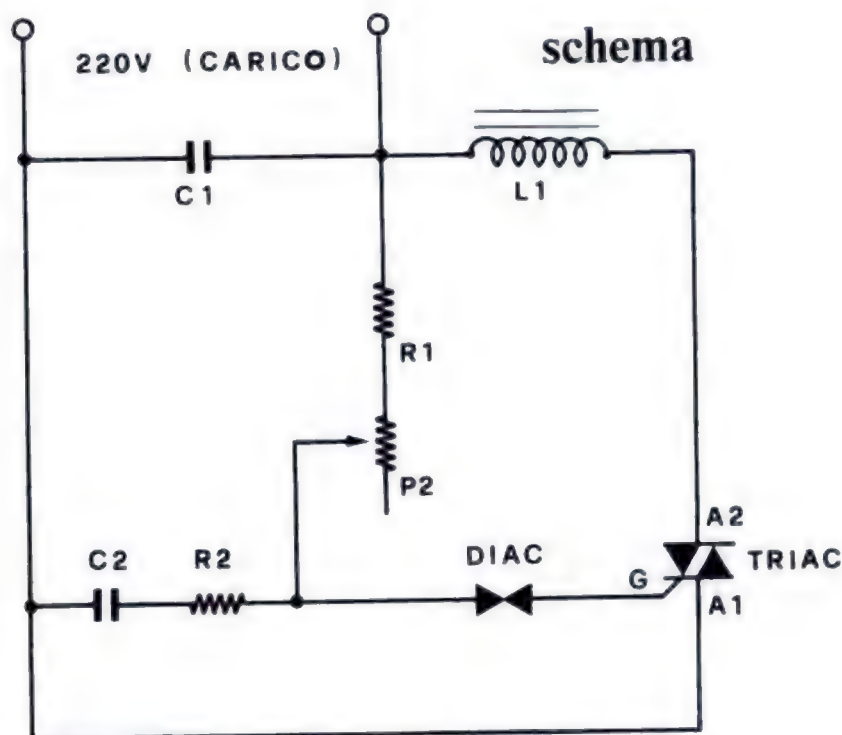 schema
220V (CARICO)
C1
L1
R1
P2
A2
C2
R2
DIAC
TRIAC
G
A1